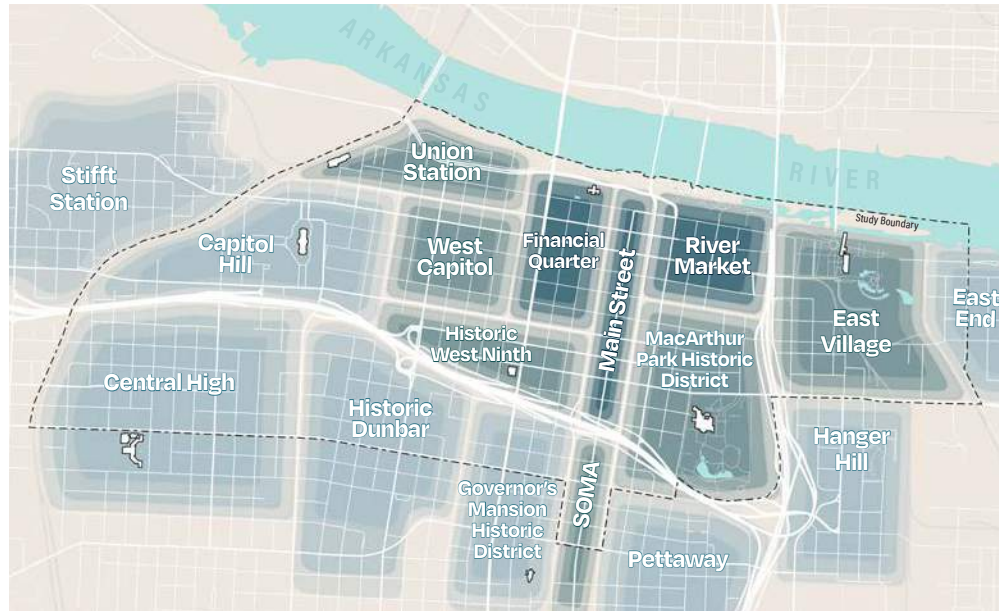 ARKANSAS
RIVER
Study Boundary
Union
Station
Stifft
Station
Capitol
Hill
West
Capitol
Financial
Quarter
Main Street
River
Market
East
Village
East
End
Historic
West Ninth
MacArthur
Park Historic
District
Central High
Historic
Dunbar
Hanger
Hill
Governor's
Mansion
Historic
District
SOMA
Pettaway